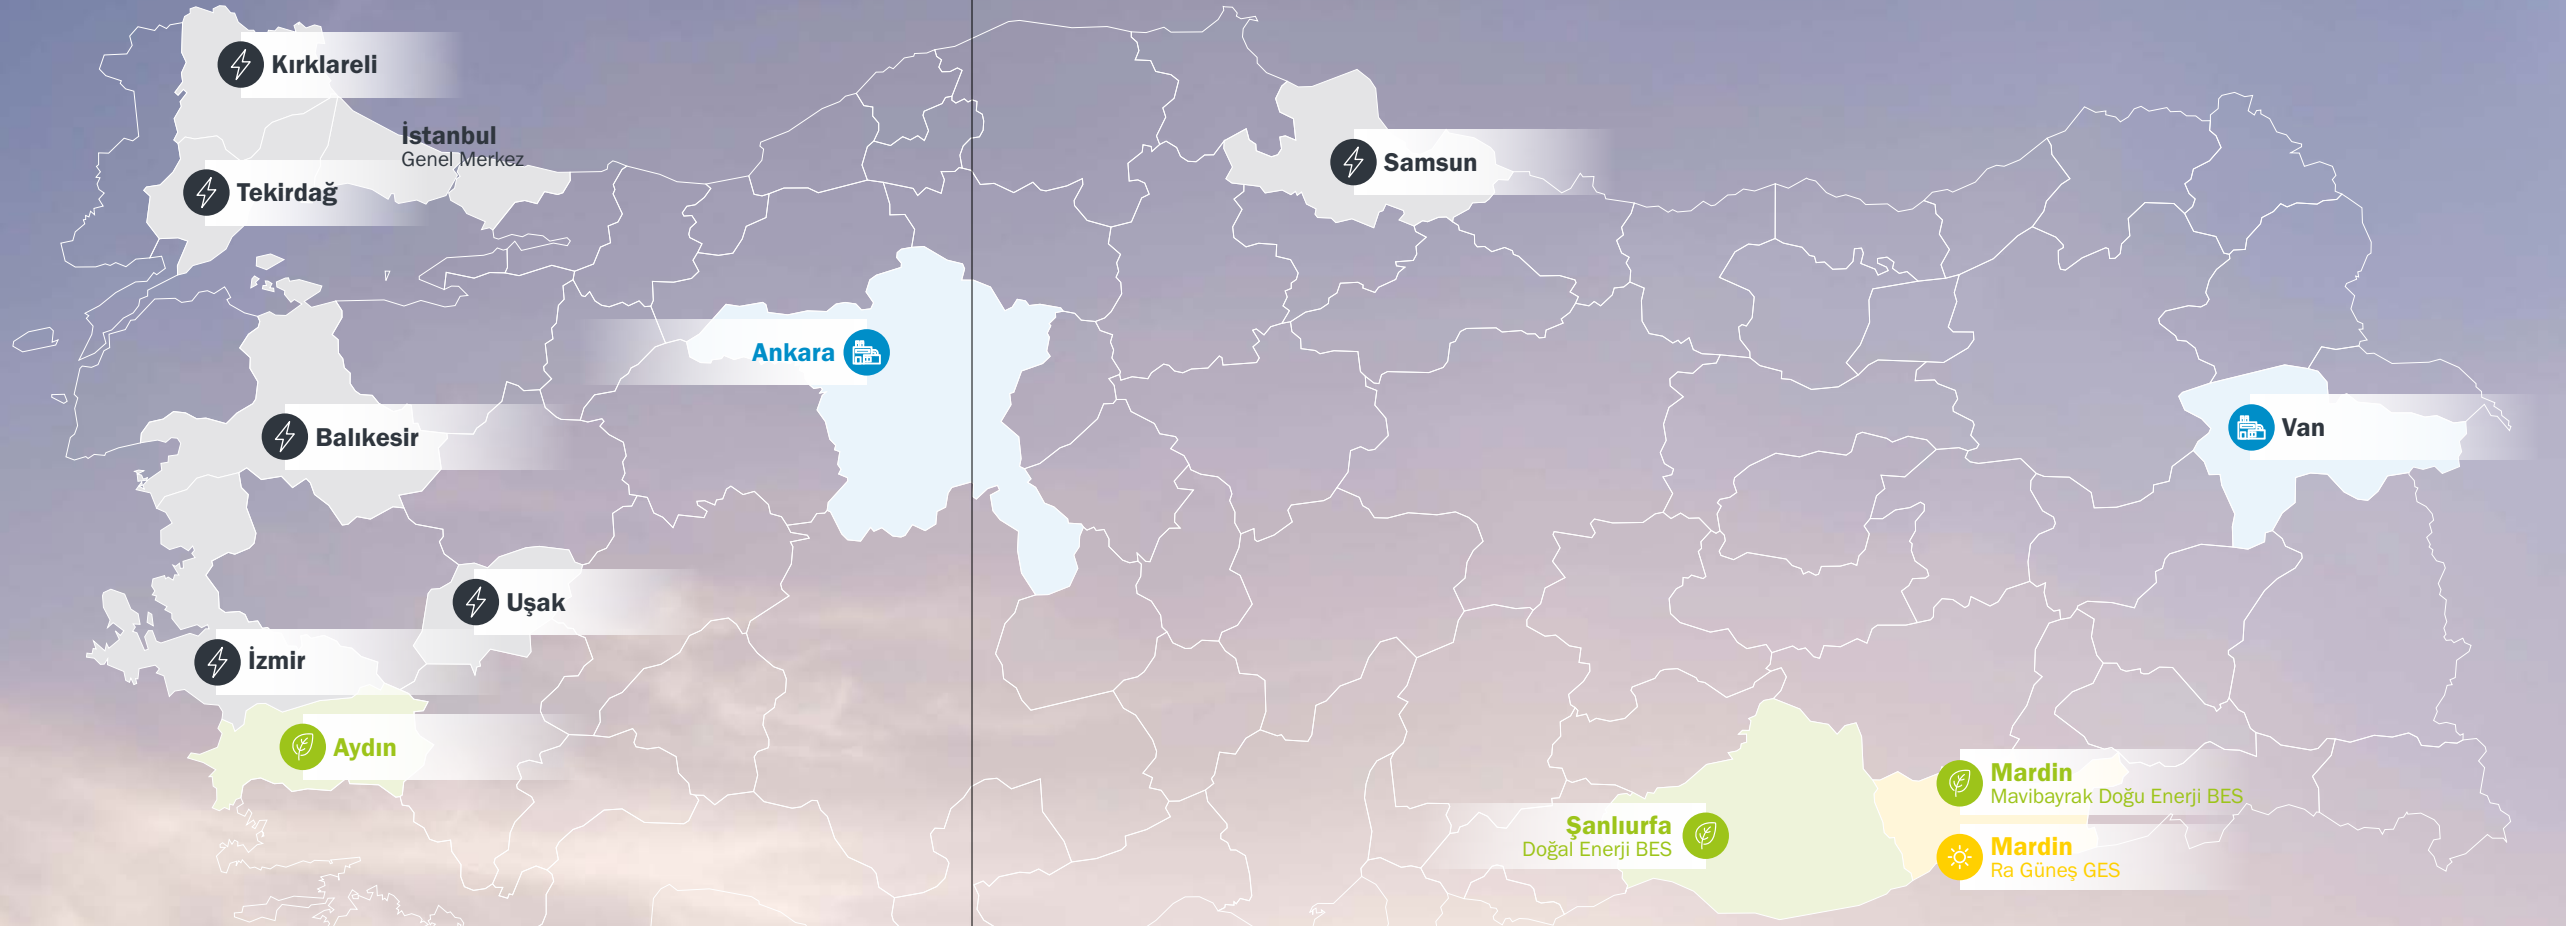 Kırklareli
İstanbul
Genel Merkez
Tekirdağ
Samsun
Ankara
Balıkesir
Van
Uşak
İzmir
Aydın
Şanlıurfa
Doğal Enerji BES
Mardin
Mavibayrak Doğu Enerji BES
Mardin
Ra Güneş GES